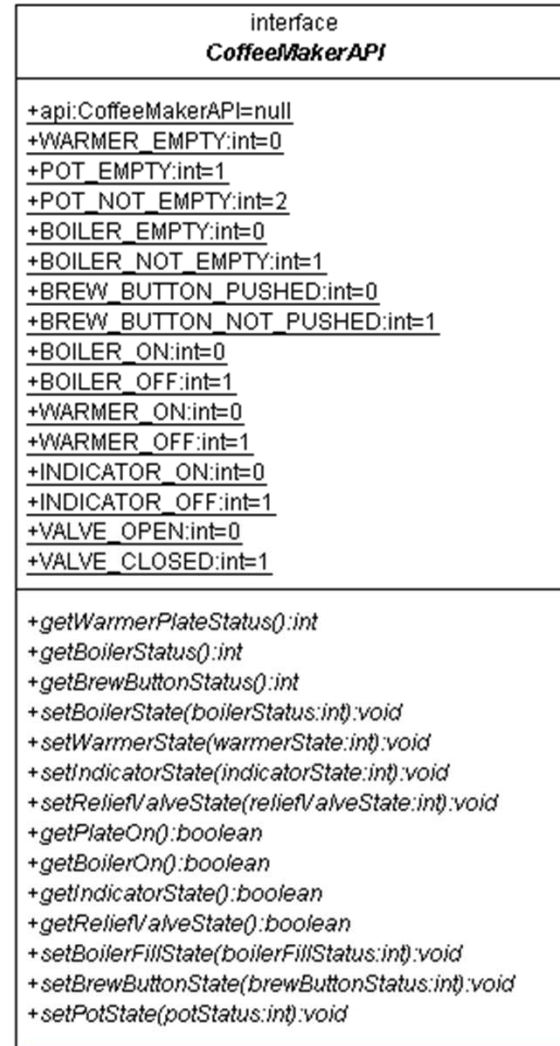 interface
CoffeeMakerAPI
+api:CoffeeMakerAPI=null
+WARMER_EMPTY:int=0
+POT_EMPTY:int=1
+POT_NOT_EMPTY:int=2
+BOILER_EMPTY:int=0
+BOILER_NOT_EMPTY:int=1
+BREW_BUTTON_PUSHED:int=0
+BREW_BUTTON_NOT_PUSHED:int=1
+BOILER_ON:int=0
+BOILER_OFF:int=1
+WARMER_ON:int=0
+WARMER_OFF:int=1
+INDICATOR_ON:int=0
+INDICATOR_OFF:int=1
+VALVE_OPEN:int=0
+VALVE_CLOSED:int=1
+getWarmerPlateStatus():int
+getBoilerStatus():int
+getBrewButtonStatus():int
+setBoilerState(boilerStatus:int):void
+setWarmerState(warmerState:int):void
+setIndicatorState(indicatorState:int):void
+setReliefValveState(reliefValveState:int):void
+getPlateOn():boolean
+getBoilerOn():boolean
+getIndicatorState():boolean
+getReliefValveState():boolean
+setBoilerFillState(boilerFillStatus:int):void
+setBrewButtonState(brewButtonStatus:int):void
+setPotState(potStatus:int):void